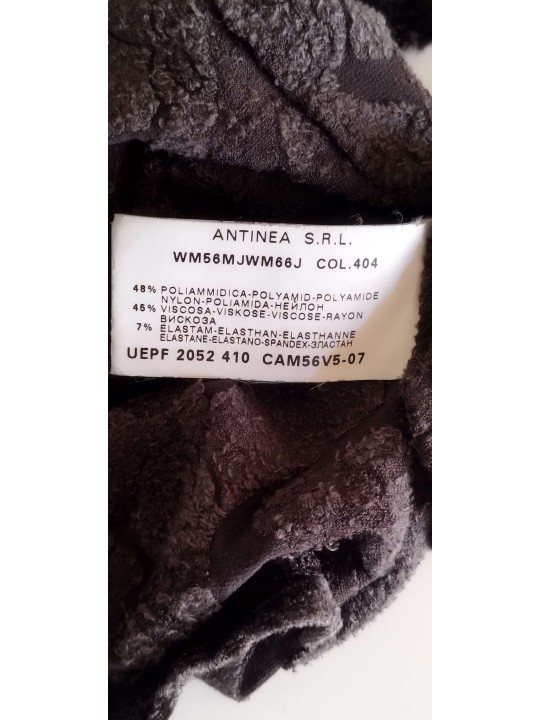 ANTINEA S.R.L.
WM56MJWM66J COL.404
48% POLIAMMIDICA-POLYAMID-POLYAMIDE
NYLON-POLIAMIDA-НЕЙЛОН
45% VISCOSA-VISKOSE-VISCOSE-RAYON
ВИСКОЗА
7% ELASTAM-ELASTHAN-ELASTHANNE
ELASTANE-ELASTANO-SPANDEX-ЭЛАСТАН
UEPF 2052 410 CAM56V5-07